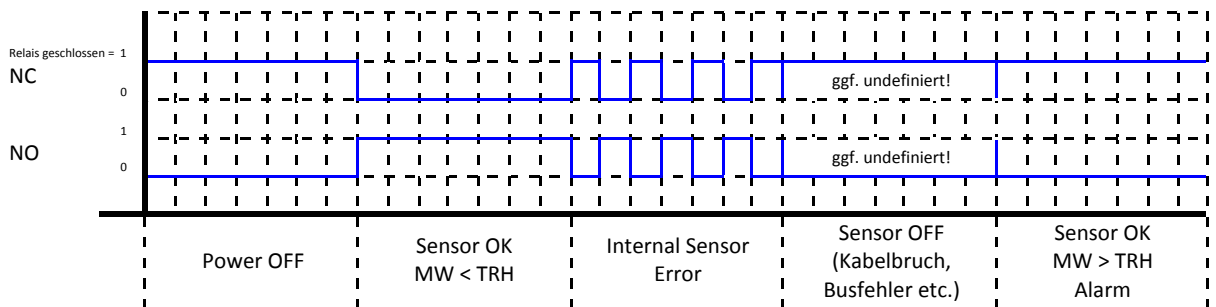 Relais geschlossen = 1
NC
0
ggf. undefiniert!
1
NO
0
ggf. undefiniert!
Power OFF
Sensor OK
MW < TRH
Internal Sensor
Error
Sensor OFF
(Kabelbruch,
Busfehler etc.)
Sensor OK
MW > TRH
Alarm